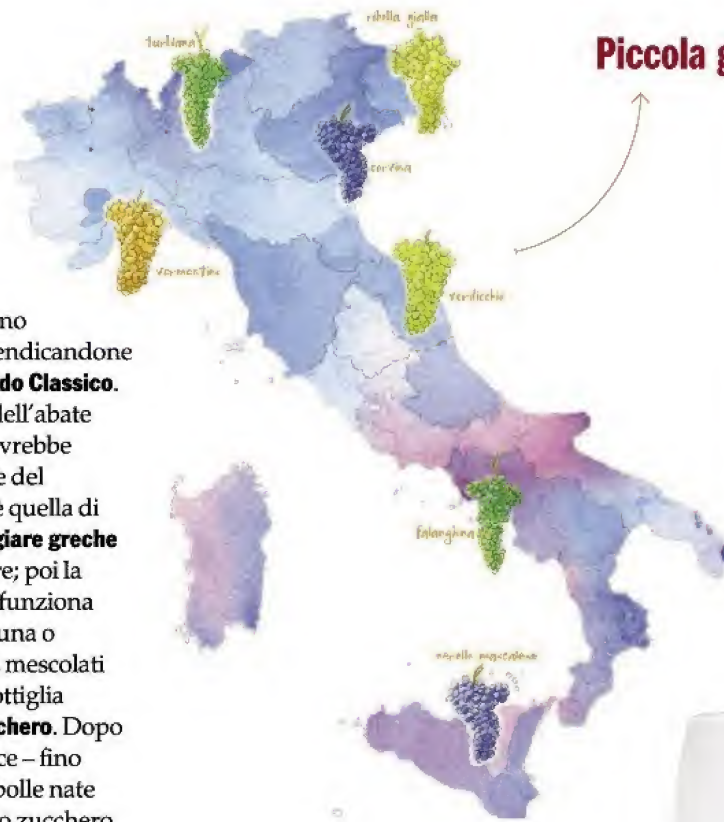 Piccola g
ribolla gialla
turbiana
corvina
vermentino
verdicchio
falanghina
nerello mascalese
no
endicandone
do Classico.
dell'abate
vrebbe
e del
è quella di
giare greche
re; poi la
funziona
una o
mescolati
ottiglia
chero. Dopo
ce – fino
bolle nate
o zucchero